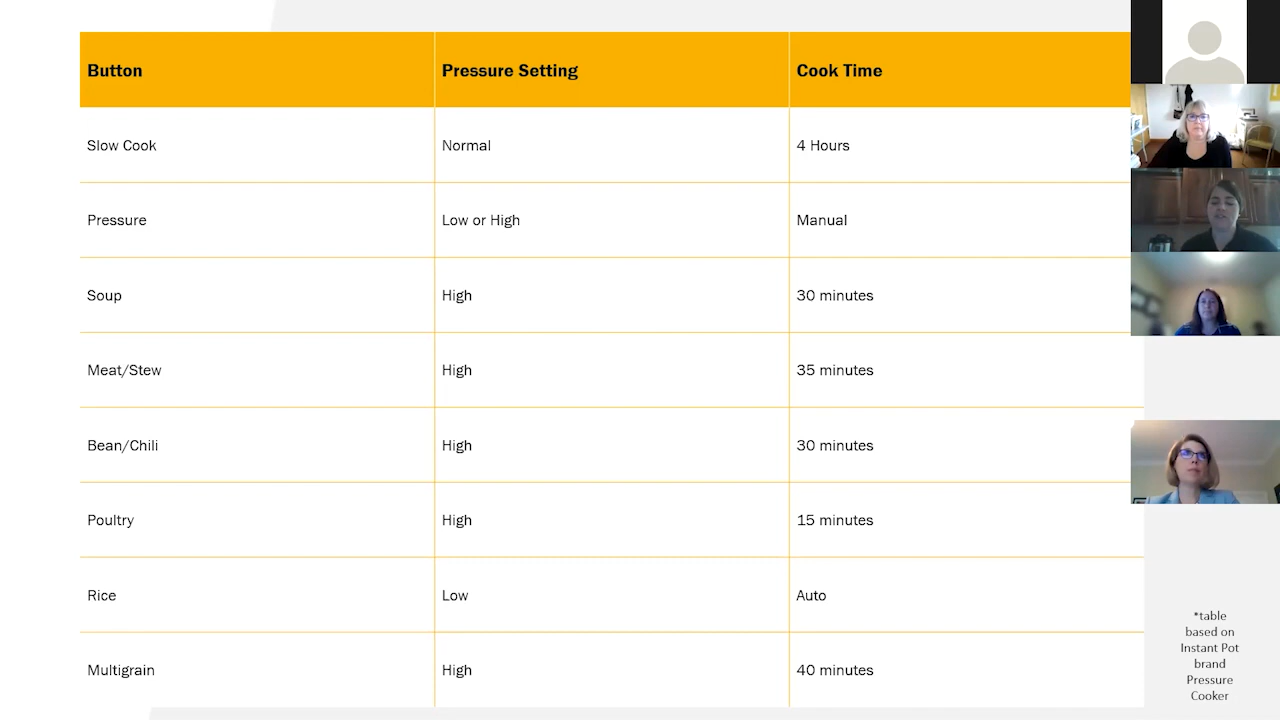 Button Pressure Setting Cook Time
Slow Cook Normal 4 Hours
Pressure Low or High Manual
Soup High 30 minutes
Meat/Stew High 35 minutes
Bean/Chili High 30 minutes
Poultry High 15 minutes
Rice Low Auto
Multigrain High 40 minutes
*table
based on
Instant Pot
brand
Pressure
Cooker